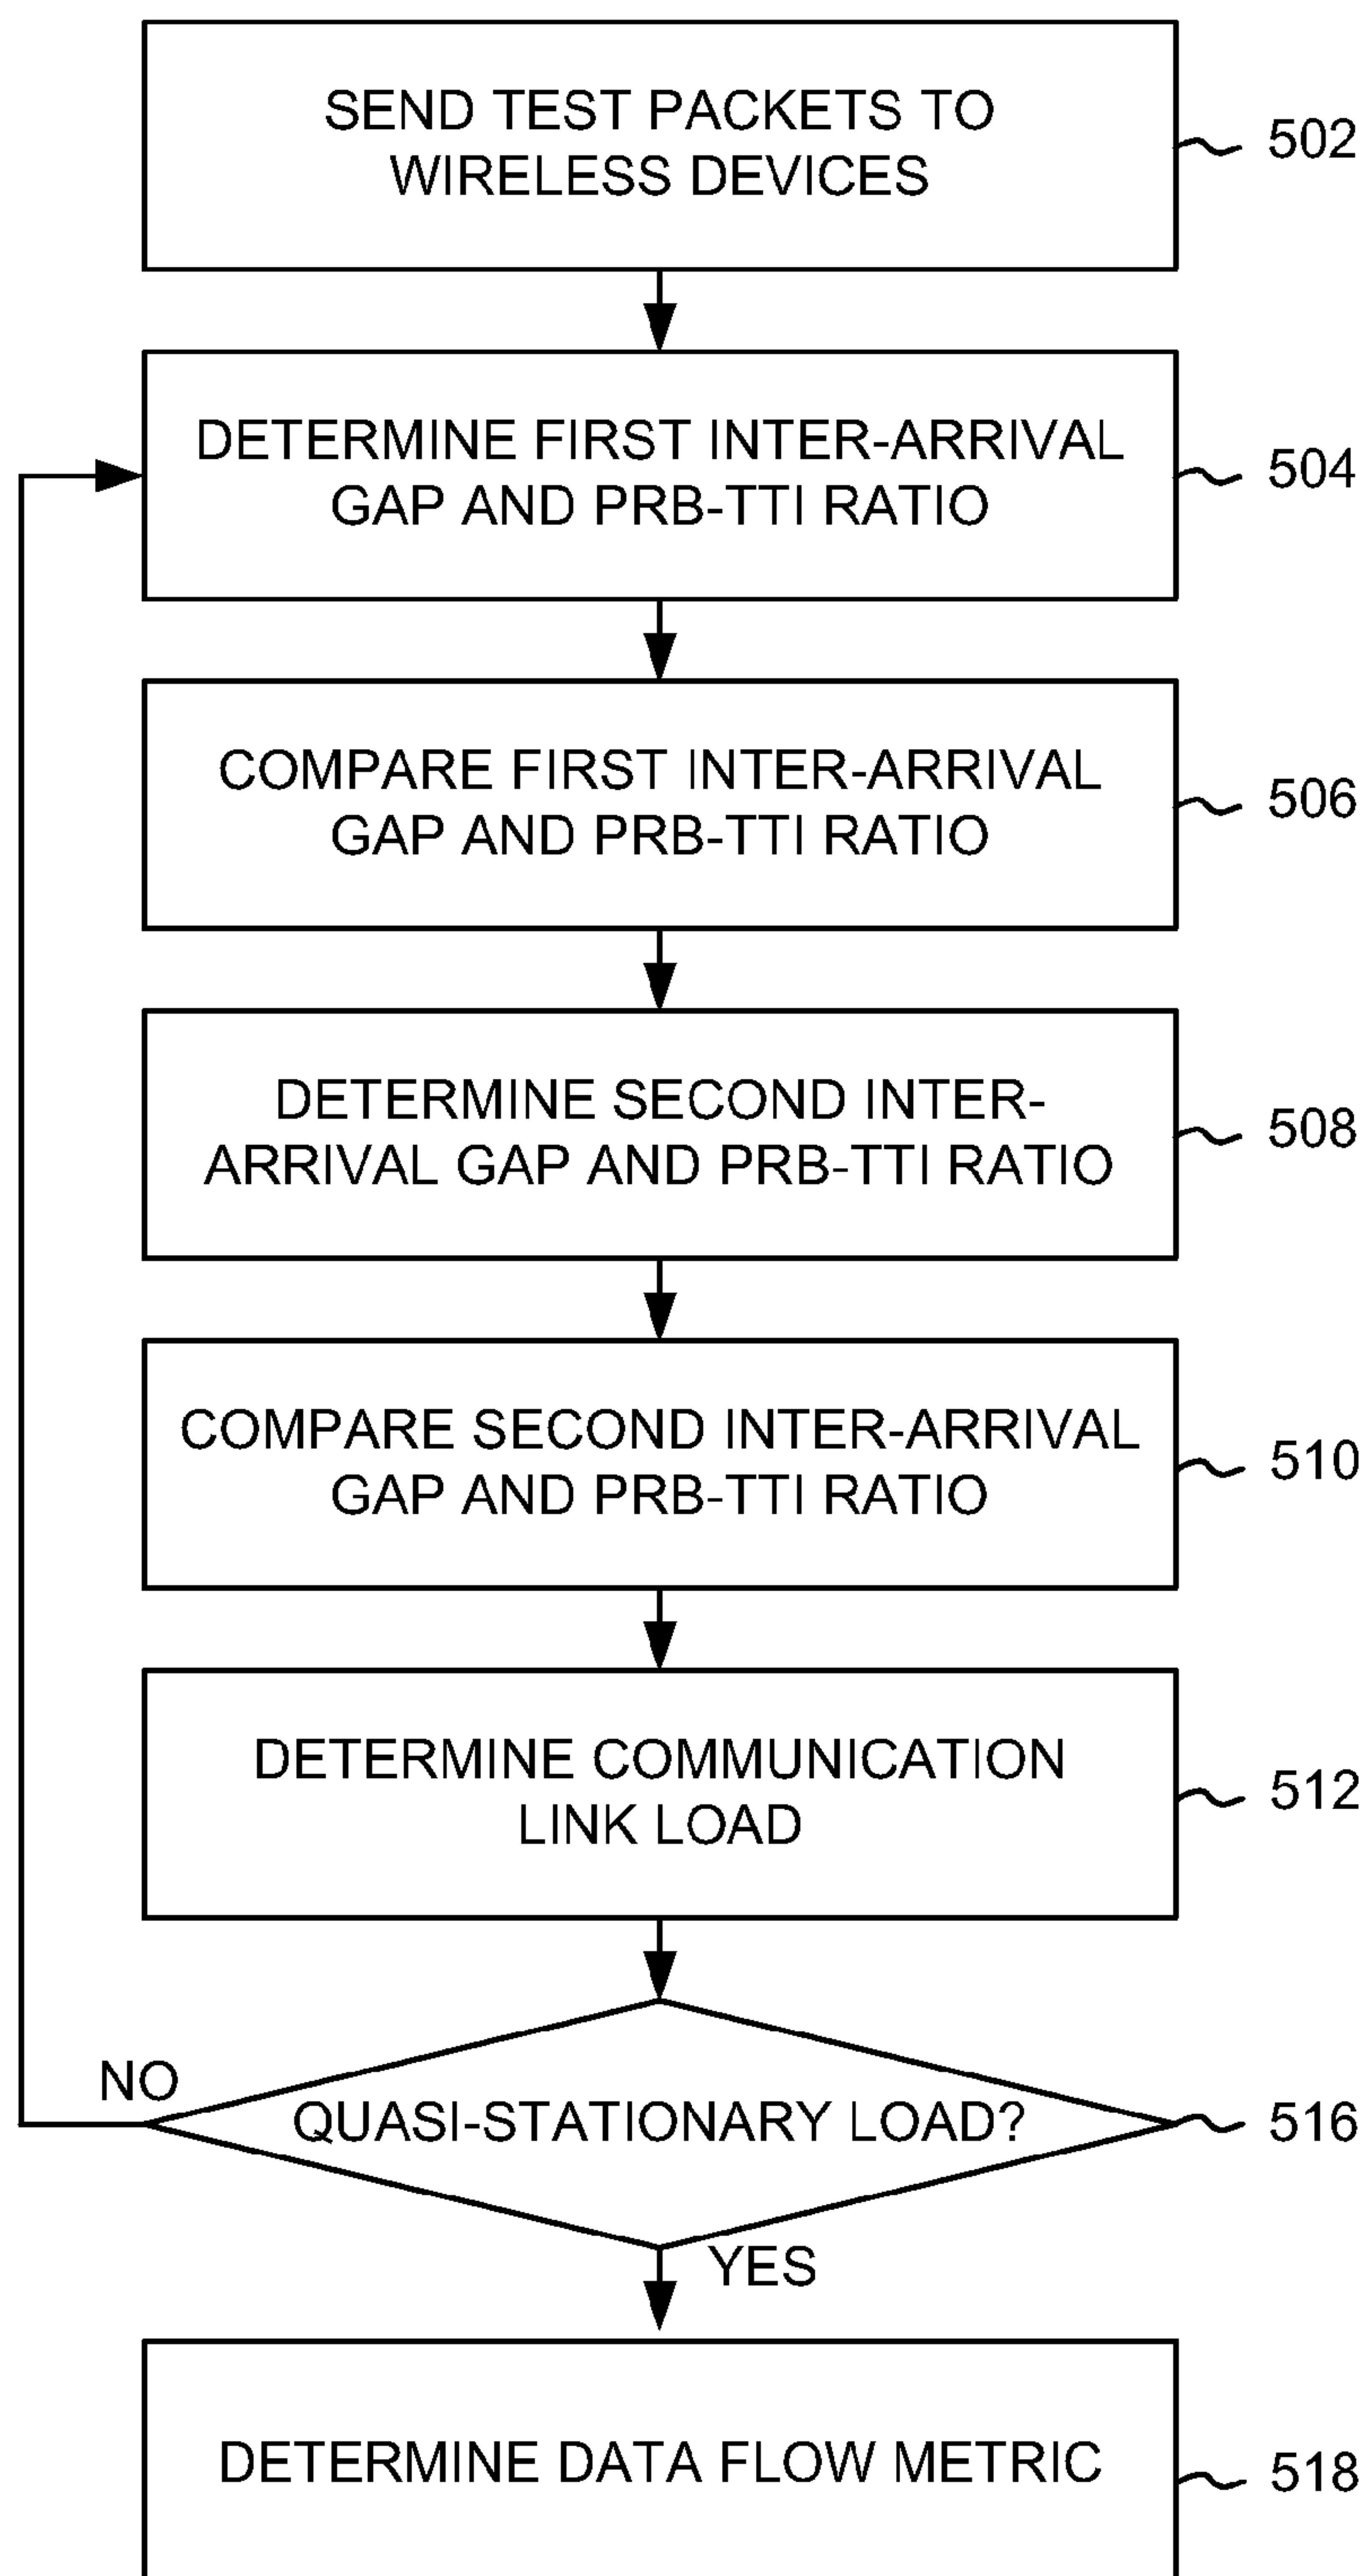 SEND TEST PACKETS TO
WIRELESS DEVICES
502
DETERMINE FIRST INTER-ARRIVAL
GAP AND PRB-TTI RATIO
504
COMPARE FIRST INTER-ARRIVAL
GAP AND PRB-TTI RATIO
506
DETERMINE SECOND INTER-
ARRIVAL GAP AND PRB-TTI RATIO
508
COMPARE SECOND INTER-ARRIVAL
GAP AND PRB-TTI RATIO
510
DETERMINE COMMUNICATION
LINK LOAD
512
NO
QUASI-STATIONARY LOAD?
516
YES
DETERMINE DATA FLOW METRIC
518